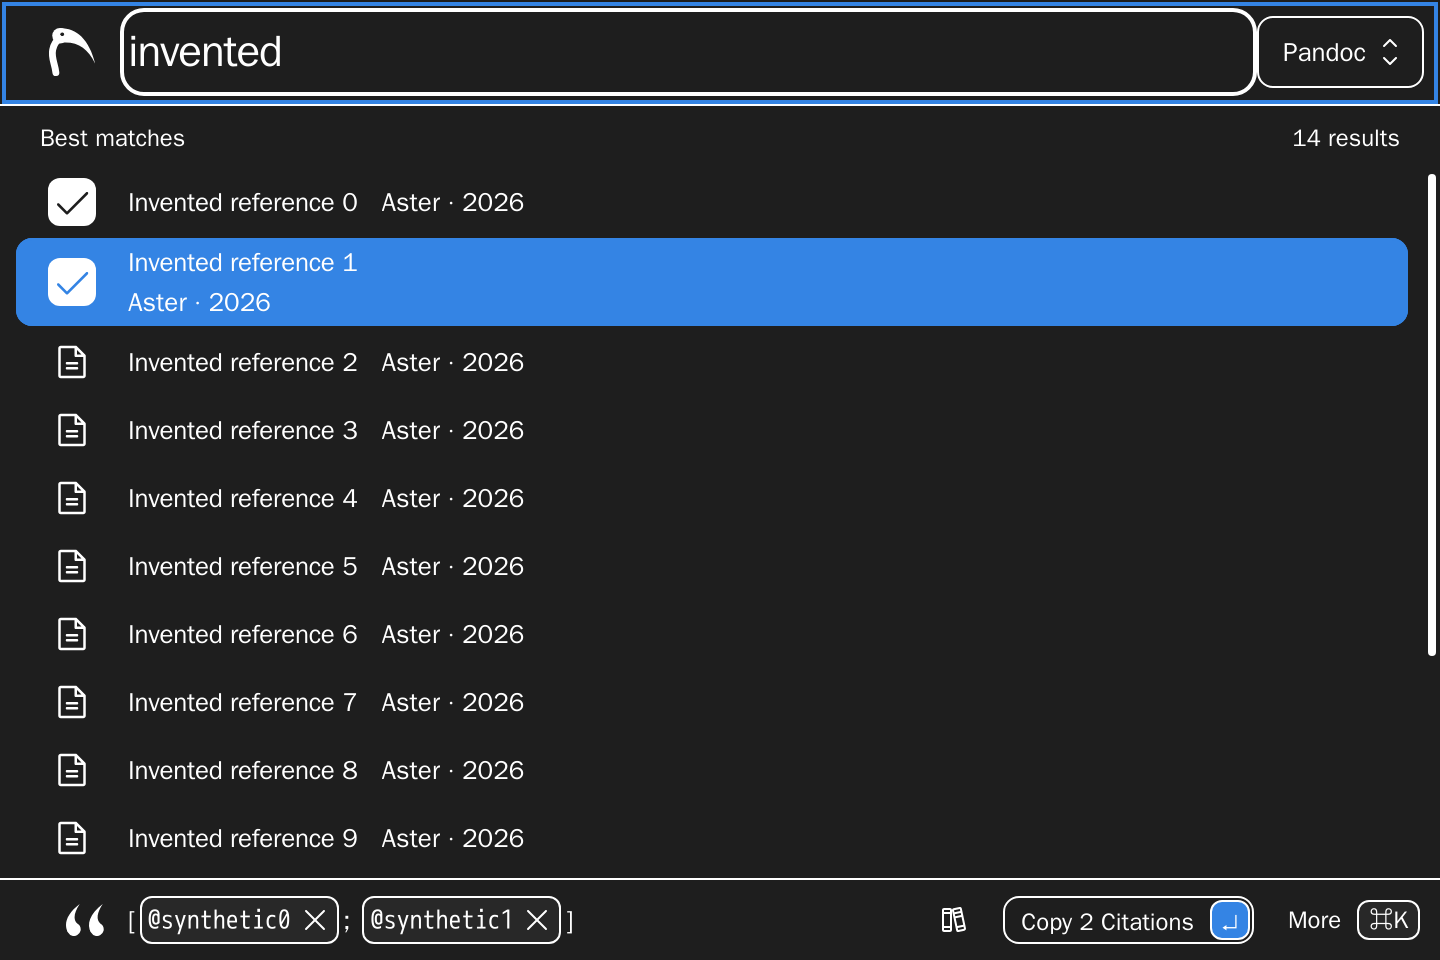 invented
Pandoc
Best matches
14 results
Invented reference 0 Aster · 2026
Invented reference 1
Aster · 2026
Invented reference 2 Aster · 2026
Invented reference 3 Aster · 2026
Invented reference 4 Aster · 2026
Invented reference 5 Aster · 2026
Invented reference 6 Aster · 2026
Invented reference 7 Aster · 2026
Invented reference 8 Aster · 2026
Invented reference 9 Aster · 2026
[@synthetic0; @synthetic1]
Copy 2 Citations
More ⌘K